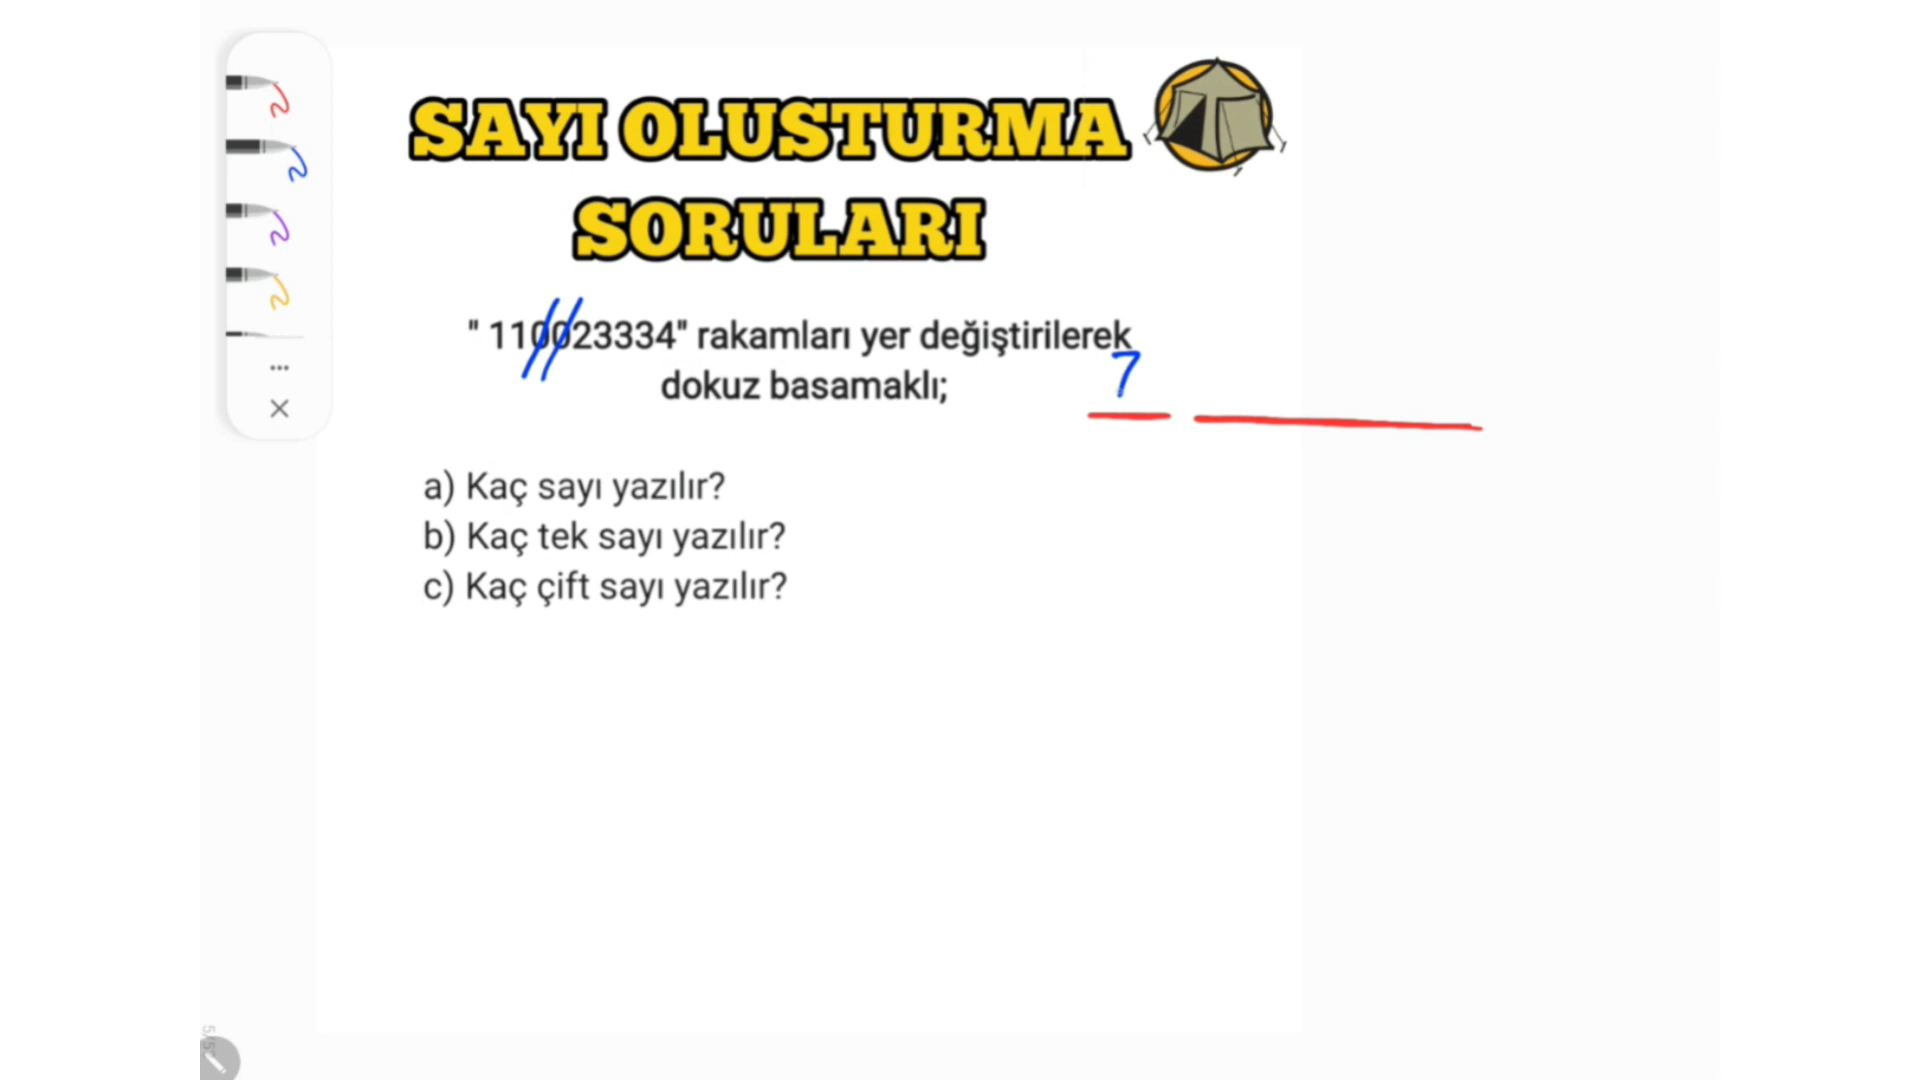 SAYI OLUSTURMA
SORULARI
" 110023334" rakamları yer değiştirilerek
dokuz basamaklı;
7
a) Kaç sayı yazılır?
b) Kaç tek sayı yazılır?
c) Kaç çift sayı yazılır?